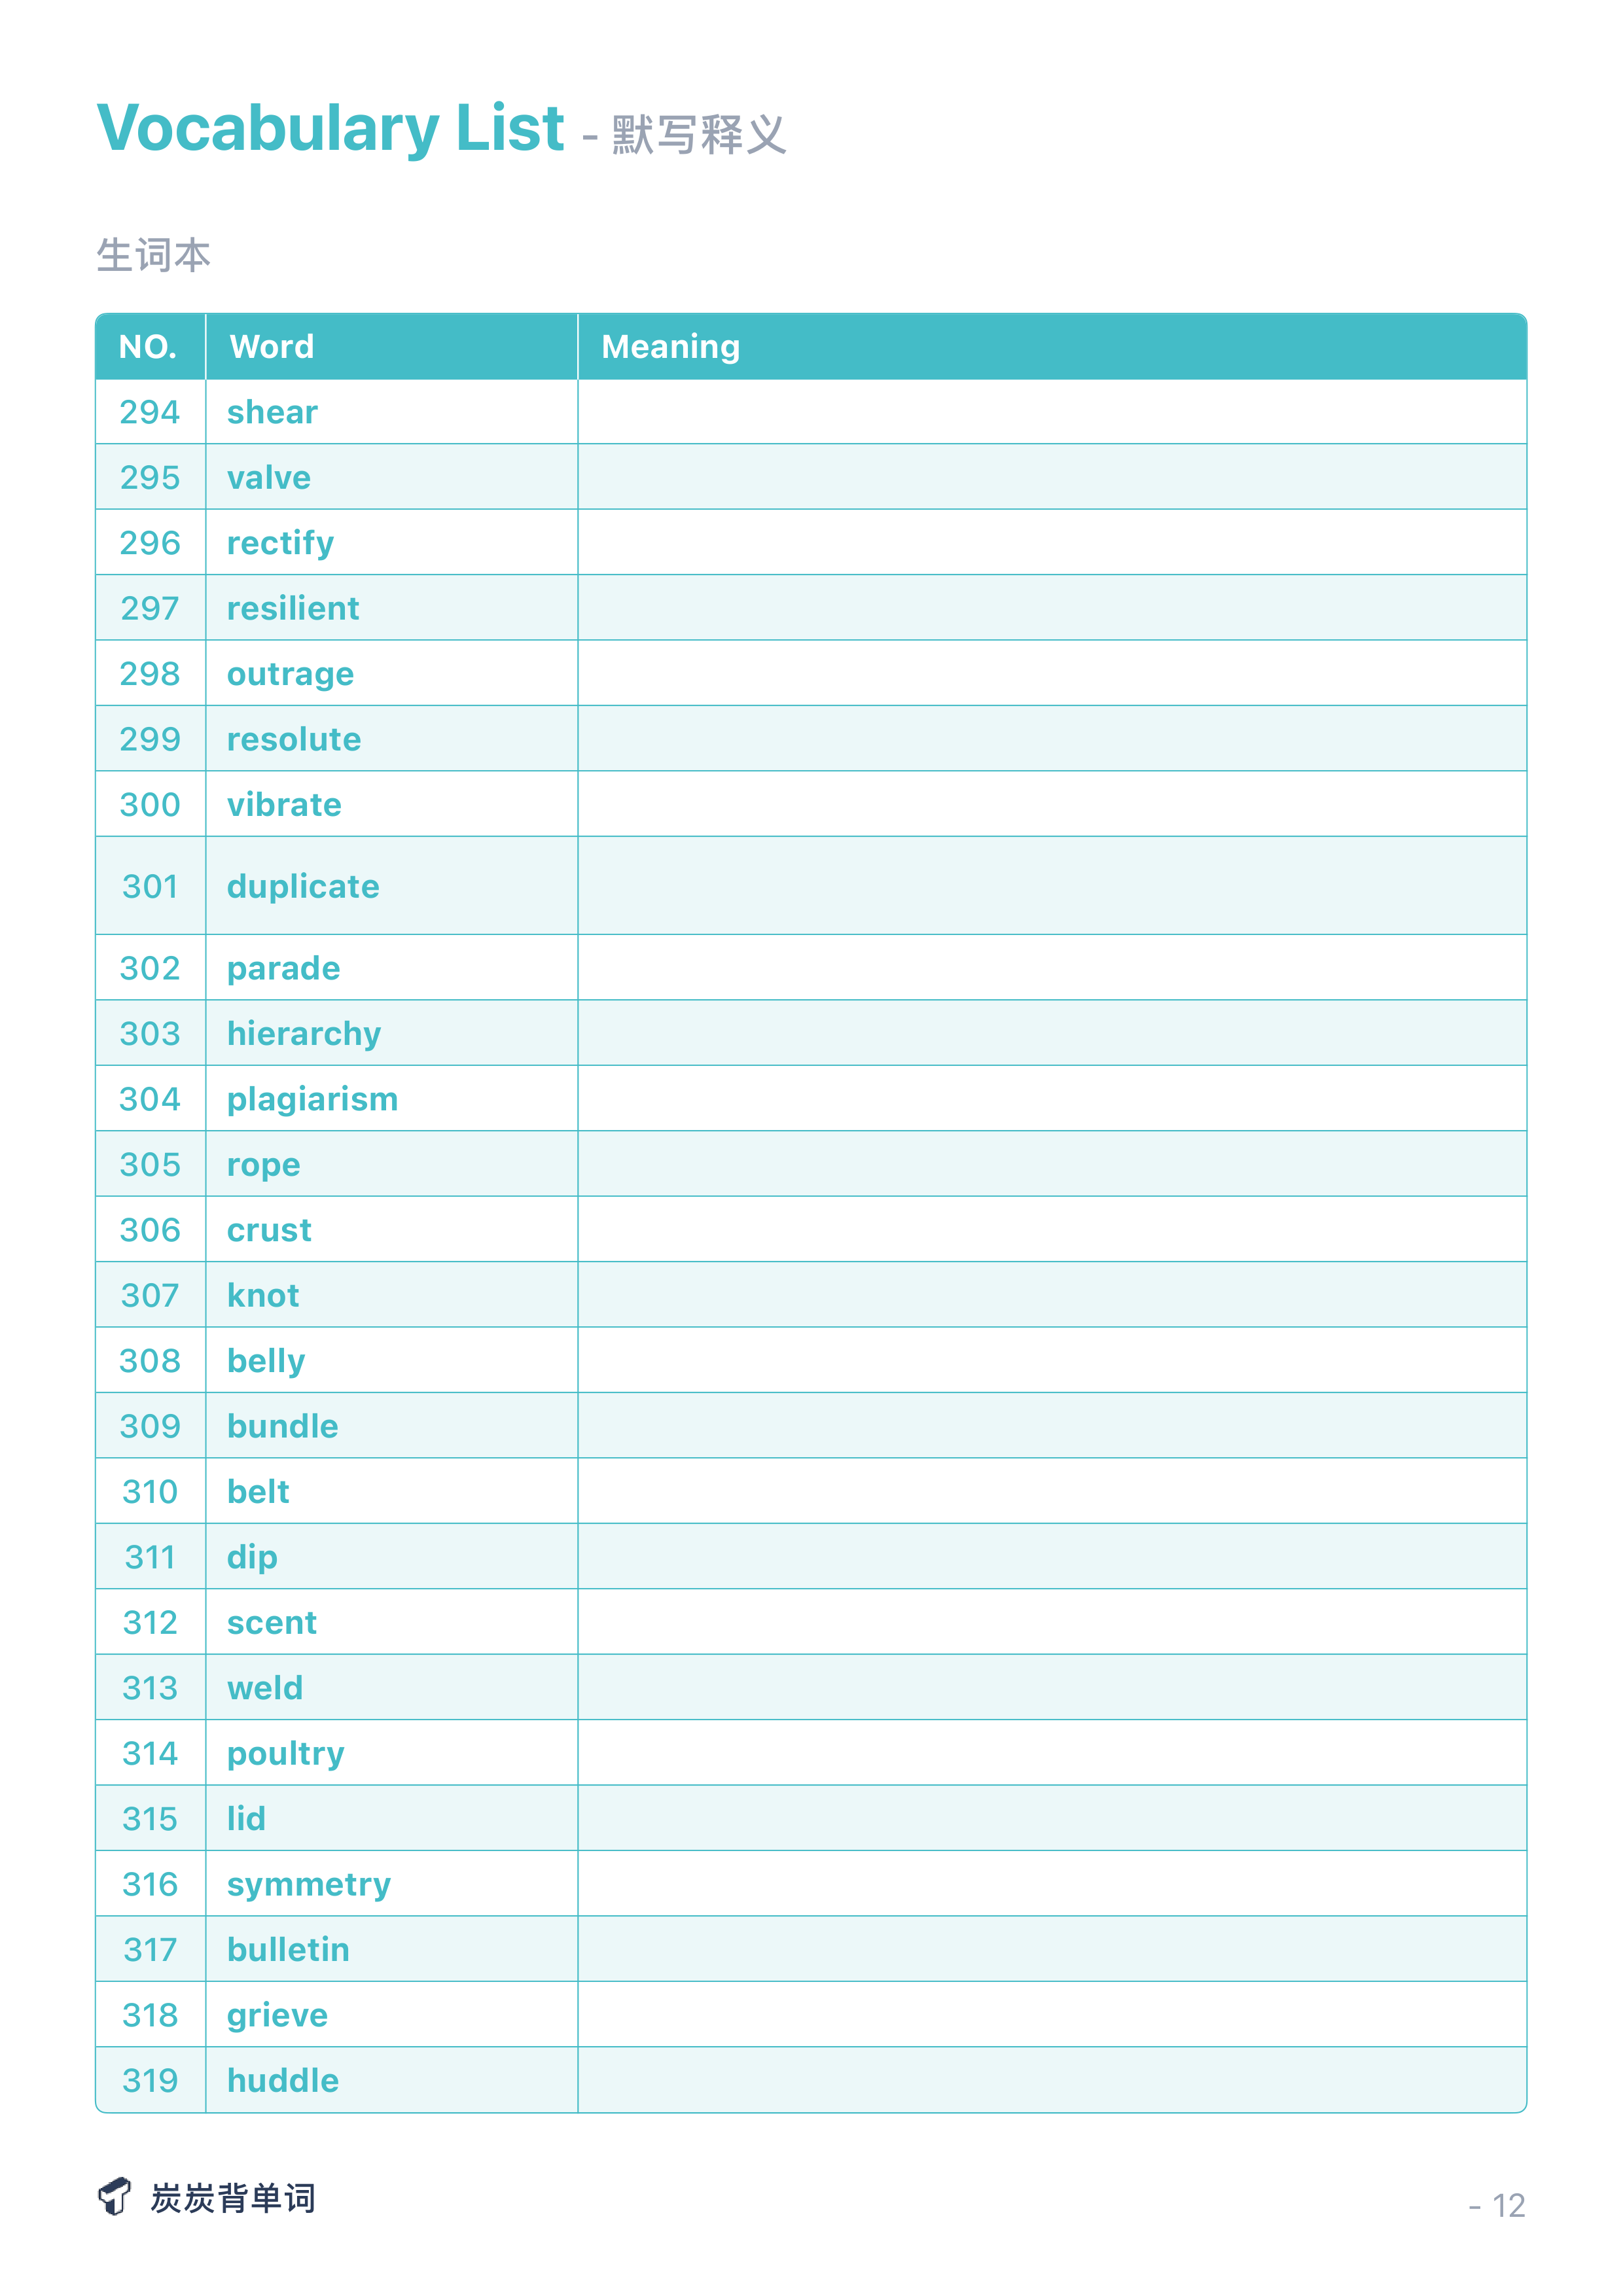 Vocabulary List - 默写释义
生词本
NO. Word Meaning
294 shear
295 valve
296 rectify
297 resilient
298 outrage
299 resolute
300 vibrate
301 duplicate
302 parade
303 hierarchy
304 plagiarism
305 rope
306 crust
307 knot
308 belly
309 bundle
310 belt
311 dip
312 scent
313 weld
314 poultry
315 lid
316 symmetry
317 bulletin
318 grieve
319 huddle
炭炭背单词
- 12